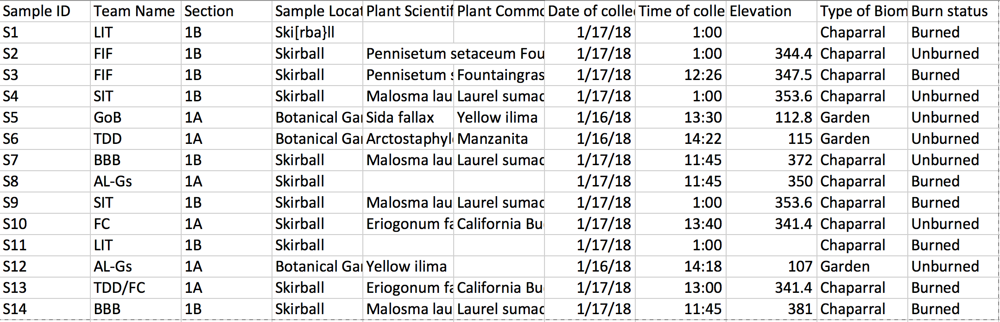 Sample ID Team Name Section Sample Locat Plant Scientif Plant Commo Date of collec Time of colle Elevation Type of Biom Burn status
S1 LIT 1B Ski[rba}ll 1/17/18 1:00 Chaparral Burned
S2 FIF 1B Skirball Pennisetum setaceum Fou 1/17/18 1:00 344.4 Chaparral Unburned
S3 FIF 1B Skirball Pennisetum s Fountaingras 1/17/18 12:26 347.5 Chaparral Burned
S4 SIT 1B Skirball Malosma lau Laurel sumac 1/17/18 1:00 353.6 Chaparral Unburned
S5 GoB 1A Botanical Gar Sida fallax Yellow ilima 1/16/18 13:30 112.8 Garden Unburned
S6 TDD 1A Botanical Gar Arctostaphylo Manzanita 1/16/18 14:22 115 Garden Unburned
S7 BBB 1B Skirball Malosma lau Laurel sumac 1/17/18 11:45 372 Chaparral Unburned
S8 AL-Gs 1A Skirball 1/17/18 11:45 350 Chaparral Burned
S9 SIT 1B Skirball Malosma lau Laurel sumac 1/17/18 1:00 353.6 Chaparral Burned
S10 FC 1A Skirball Eriogonum fa California Bu 1/17/18 13:40 341.4 Chaparral Unburned
S11 LIT 1B Skirball 1/17/18 1:00 Chaparral Burned
S12 AL-Gs 1A Botanical Gar Yellow ilima 1/16/18 14:18 107 Garden Unburned
S13 TDD/FC 1A Skirball Eriogonum fa California Bu 1/17/18 13:00 341.4 Chaparral Burned
S14 BBB 1B Skirball Malosma lau Laurel sumac 1/17/18 11:45 381 Chaparral Burned